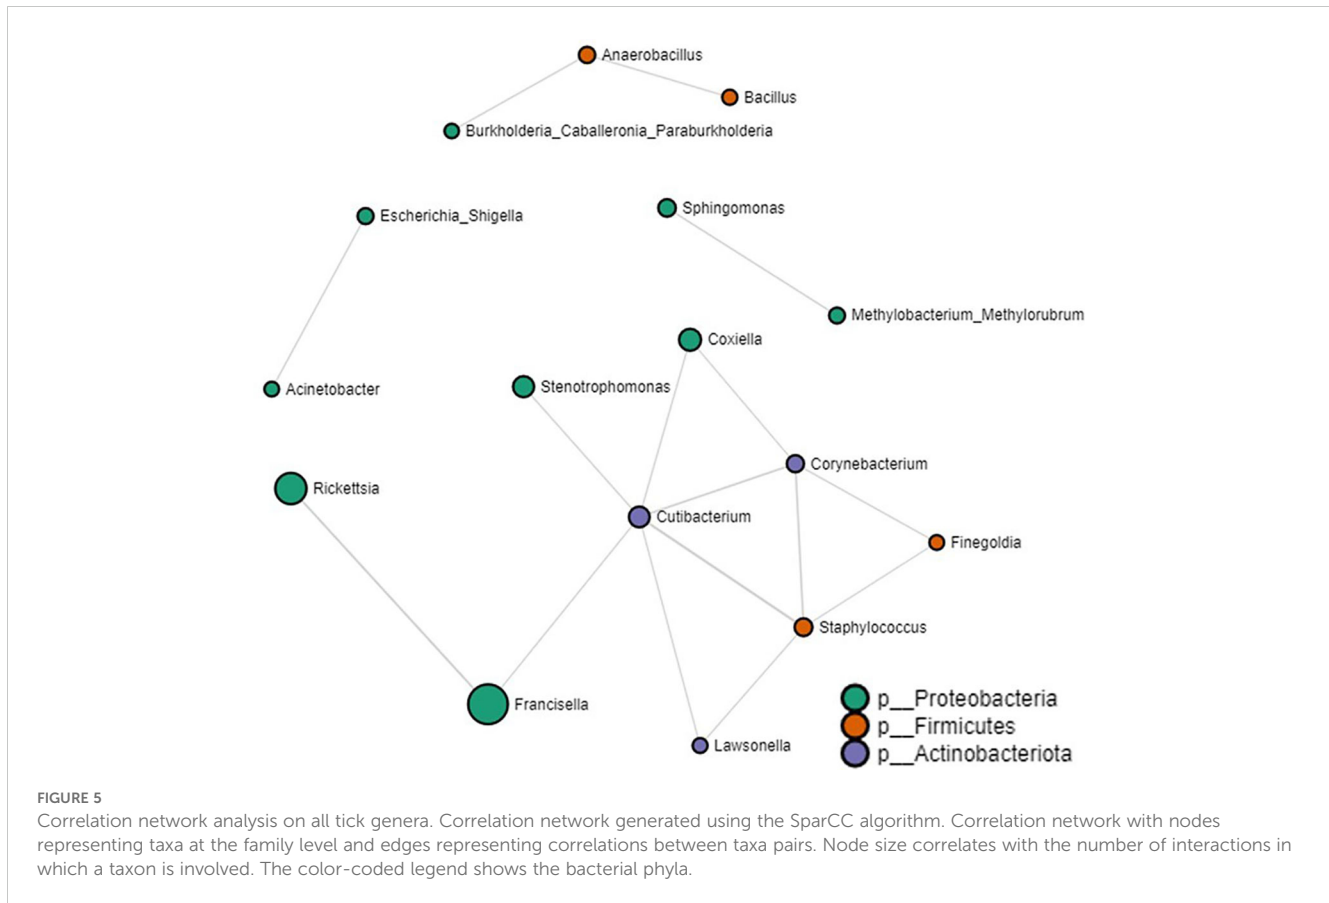 Anaerobacillus
Bacillus
Burkholderia_Caballeronia_Paraburkholderia
Sphingomonas
Escherichia_Shigella
Methylobacterium_Methylorubrum
Coxiella
Stenotrophomonas
Acinetobacter
Corynebacterium
Rickettsia
Cutibacterium
Finegoldia
Staphylococcus
Francisella
Lawsonella
p__Proteobacteria
p__Firmicutes
p__Actinobacteriota
FIGURE 5
Correlation network analysis on all tick genera. Correlation network generated using the SparCC algorithm. Correlation network with nodes
representing taxa at the family level and edges representing correlations between taxa pairs. Node size correlates with the number of interactions in
which a taxon is involved. The color-coded legend shows the bacterial phyla.